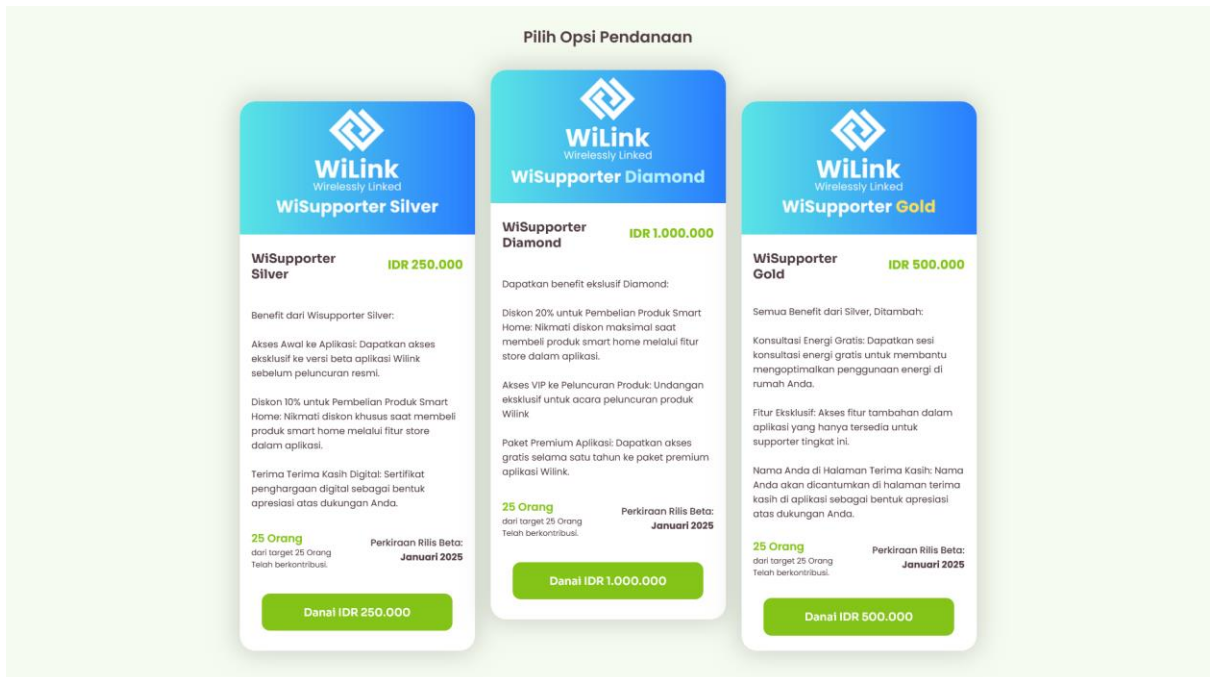 Pilih Opsi Pendanaan
WiLink
Wirelessly Linked
WiSupporter Silver
WiSupporter
Silver
IDR 250.000
Benefit dari Wisupporter Silver:
Akses Awal ke Aplikasi: Dapatkan akses
eksklusif ke versi beta aplikasi Wilink
sebelum peluncuran resmi.
Diskon 10% untuk Pembelian Produk Smart
Home: Nikmati diskon khusus saat membeli
produk smart home melalui fitur store
dalam aplikasi.
Terima Terima Kasih Digital: Sertifikat
penghargaan digital sebagai bentuk
apresiasi atas dukungan Anda.
25 Orang
dari target 25 Orang
Telah berkontribusi.
Perkiraan Rilis Beta:
Januari 2025
Danai IDR 250.000
WiLink
Wirelessly Linked
WiSupporter Diamond
WiSupporter
Diamond
IDR 1.000.000
Dapatkan benefit ekslusif Diamond:
Diskon 20% untuk Pembelian Produk Smart
Home: Nikmati diskon maksimal saat
membeli produk smart home melalui fitur
store dalam aplikasi.
Akses VIP ke Peluncuran Produk: Undangan
eksklusif untuk acara peluncuran produk
Wilink
Paket Premium Aplikasi: Dapatkan akses
gratis selama satu tahun ke paket premium
aplikasi Wilink.
25 Orang
dari target 25 Orang
Telah berkontribusi.
Perkiraan Rilis Beta:
Januari 2025
Danai IDR 1.000.000
WiLink
Wirelessly Linked
WiSupporter Gold
WiSupporter
Gold
IDR 500.000
Semua Benefit dari Silver, Ditambah:
Konsultasi Energi Gratis: Dapatkan sesi
konsultasi energi gratis untuk membantu
mengoptimalkan penggunaan energi di
rumah Anda.
Fitur Eksklusif: Akses fitur tambahan dalam
aplikasi yang hanya tersedia untuk
supporter tingkat ini.
Nama Anda di Halaman Terima Kasih: Nama
Anda akan dicantumkan di halaman terima
kasih di aplikasi sebagai bentuk apresiasi
atas dukungan Anda.
25 Orang
dari target 25 Orang
Telah berkontribusi.
Perkiraan Rilis Beta:
Januari 2025
Danai IDR 500.000